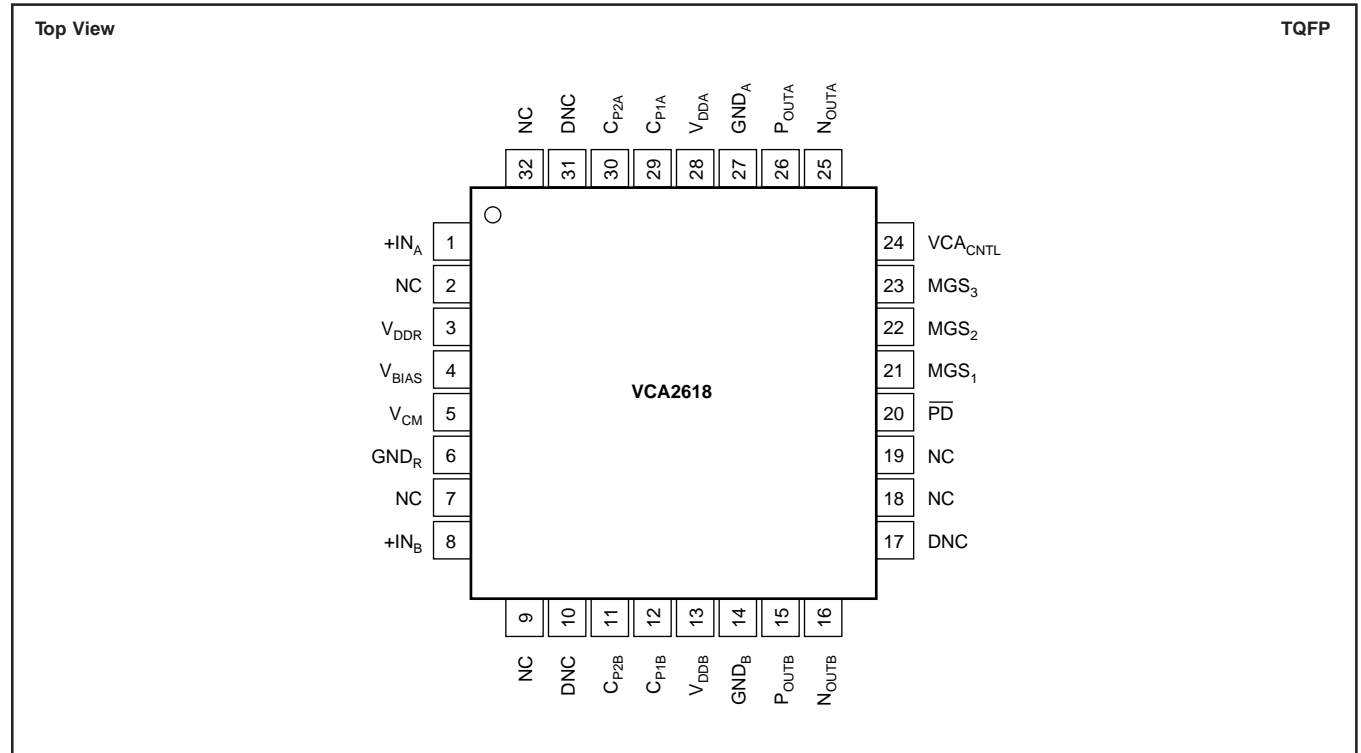 Top View
TQFP
NC
DNC
CP2A
CP1A
VDDA
GNDA
POUTA
NOUTA
32
31
30
29
28
27
26
25
+INA 1
NC 2
VDDR 3
VBIAS 4
VCM 5
GNDR 6
NC 7
+INB 8
VCA2618
24 VCACNTL
23 MGS3
22 MGS2
21 MGS1
20 P̅D̅
19 NC
18 NC
17 DNC
9
10
11
12
13
14
15
16
NC
DNC
CP2B
CP1B
VDDB
GNDB
POUTB
NOUTB